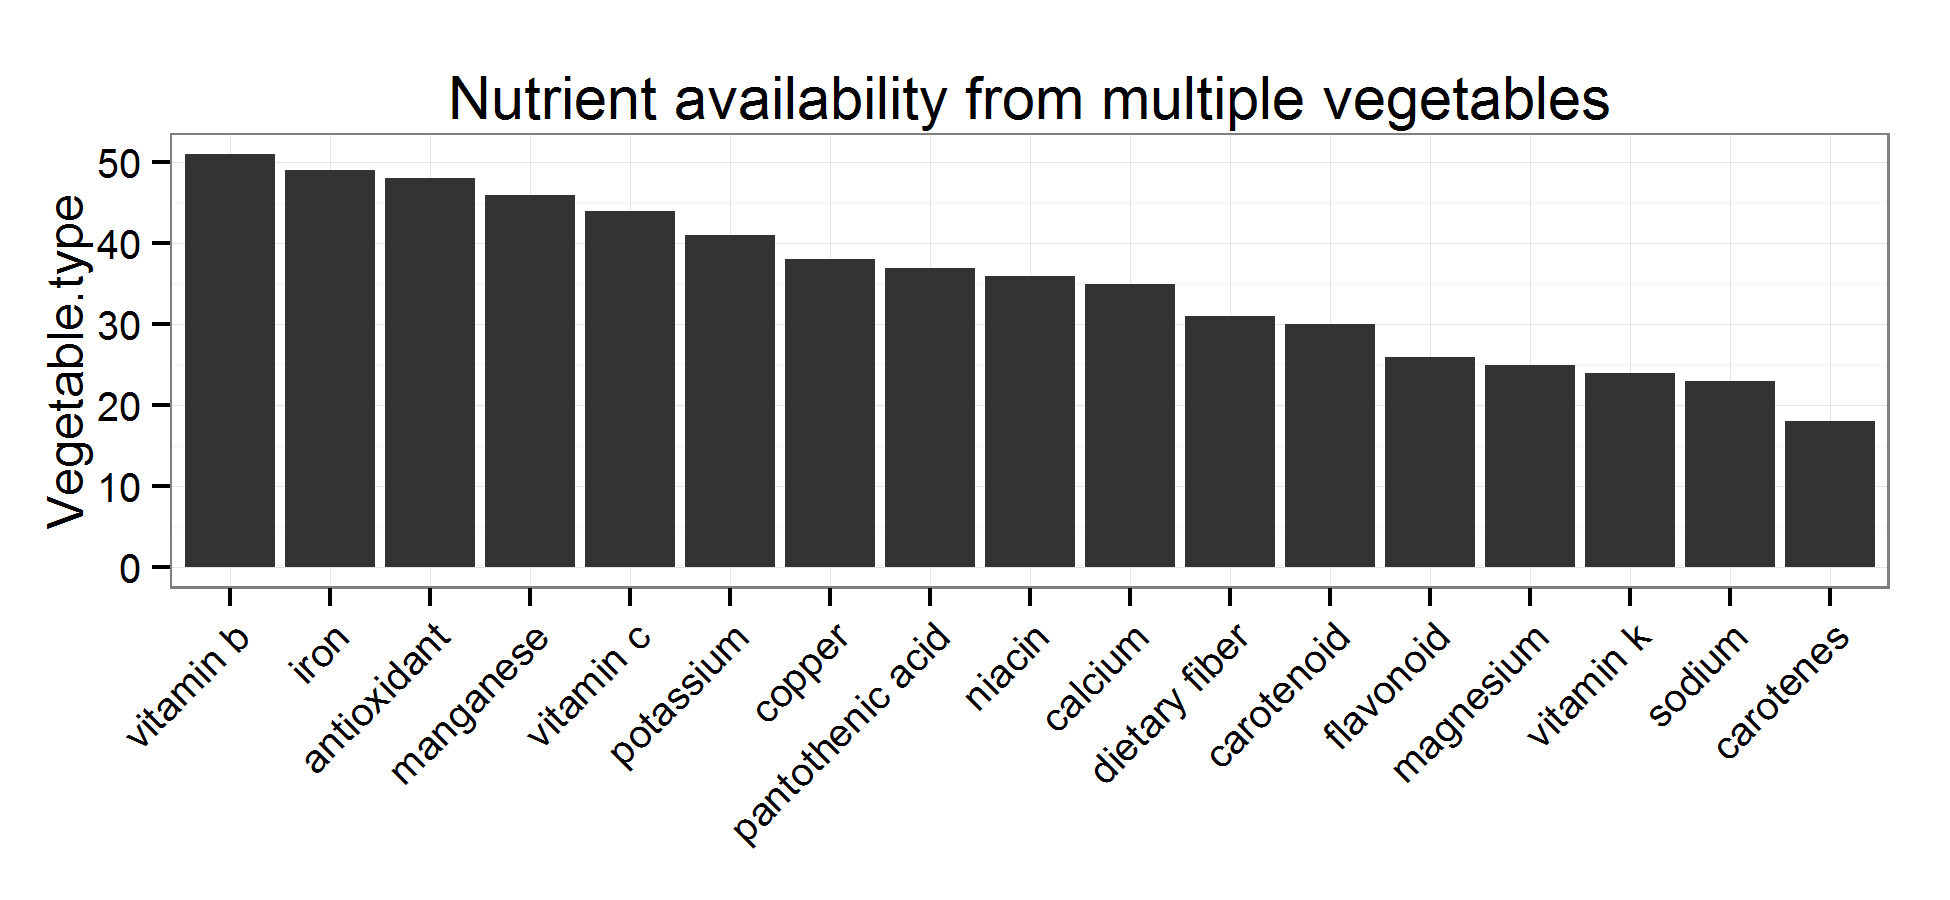 Nutrient availability from multiple vegetables
Vegetable.type
50
40
30
20
10
0
vitamin b
iron
antioxidant
manganese
vitamin c
potassium
copper
pantothenic acid
niacin
calcium
dietary fiber
carotenoid
flavonoid
magnesium
vitamin k
sodium
carotenes